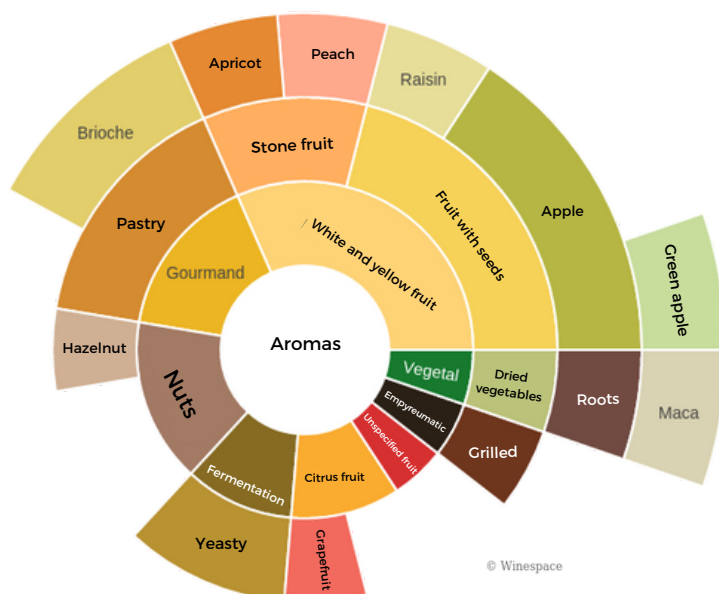 Peach
Apricot
Raisin
Brioche
Stone fruit
Apple
Pastry
Fruit with seeds
White and yellow fruit
Gourmand
Green apple
Hazelnut
Aromas
Nuts
Vegetal
Dried
vegetables
Roots
Maca
Empyreumatic
Unspecified fruit
Grilled
Fermentation
Citrus fruit
Yeasty
Grapefruit
© Winespace